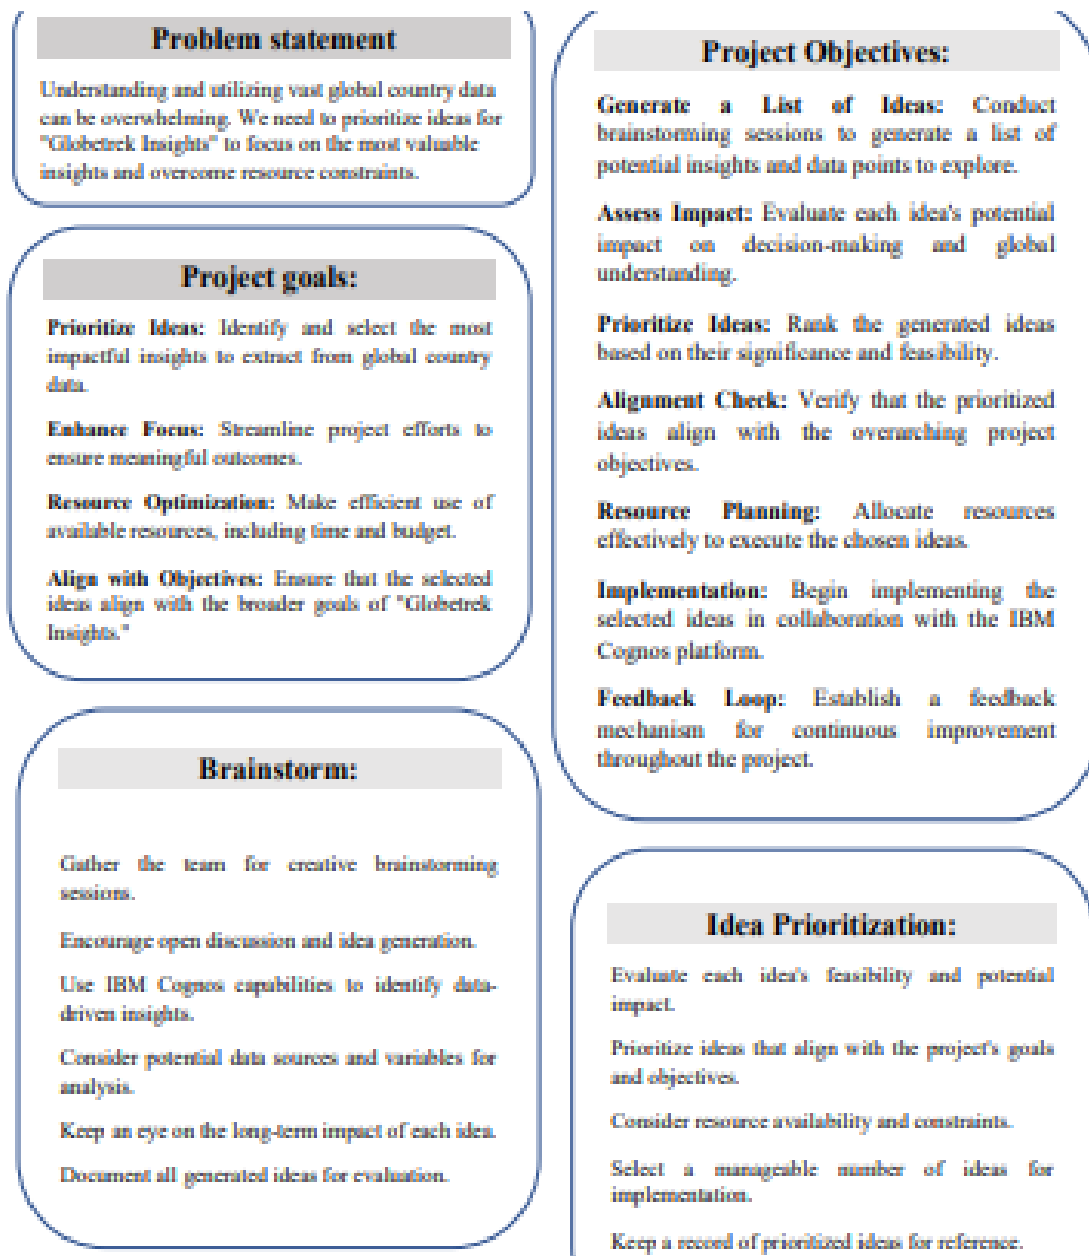 Problem statement
Understanding and utilizing vast global country data
can be overwhelming. We need to prioritize ideas for
"Globetrek Insights" to focus on the most valuable
insights and overcome resource constraints.
Project goals:
Prioritize Ideas: Identify and select the most
impactful insights to extract from global country
data.
Enhance Focus: Streamline project efforts to
ensure meaningful outcomes.
Resource Optimization: Make efficient use of
available resources, including time and budget.
Align with Objectives: Ensure that the selected
ideas align with the broader goals of "Globetrek
Insights."
Brainstorm:
Gather the team for creative brainstorming
sessions.
Encourage open discussion and idea generation.
Use IBM Cognos capabilities to identify data-
driven insights.
Consider potential data sources and variables for
analysis.
Keep an eye on the long-term impact of each idea.
Document all generated ideas for evaluation.
Project Objectives:
Generate a List of Ideas: Conduct
brainstorming sessions to generate a list of
potential insights and data points to explore.
Assess Impact: Evaluate each idea's potential
impact on decision-making and global
understanding.
Prioritize Ideas: Rank the generated ideas
based on their significance and feasibility.
Alignment Check: Verify that the prioritized
ideas align with the overarching project
objectives.
Resource Planning: Allocate resources
effectively to execute the chosen ideas.
Implementation: Begin implementing the
selected ideas in collaboration with the IBM
Cognos platform.
Feedback Loop: Establish a feedback
mechanism for continuous improvement
throughout the project.
Idea Prioritization:
Evaluate each idea's feasibility and potential
impact.
Prioritize ideas that align with the project's goals
and objectives.
Consider resource availability and constraints.
Select a manageable number of ideas for
implementation.
Keep a record of prioritized ideas for reference.